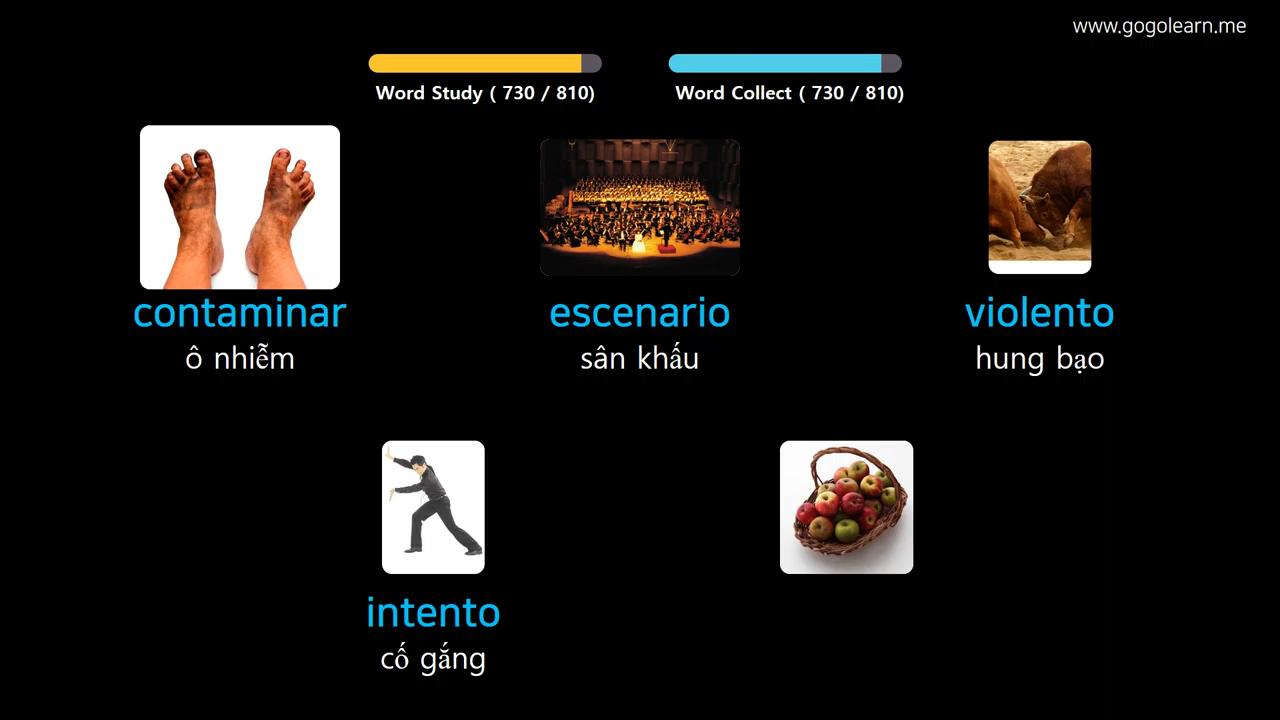 www.gogolearn.me
Word Study ( 730 / 810)
Word Collect ( 730 / 810)
contaminar
ô nhiễm
escenario
sân khấu
violento
hung bạo
intento
cố gắng